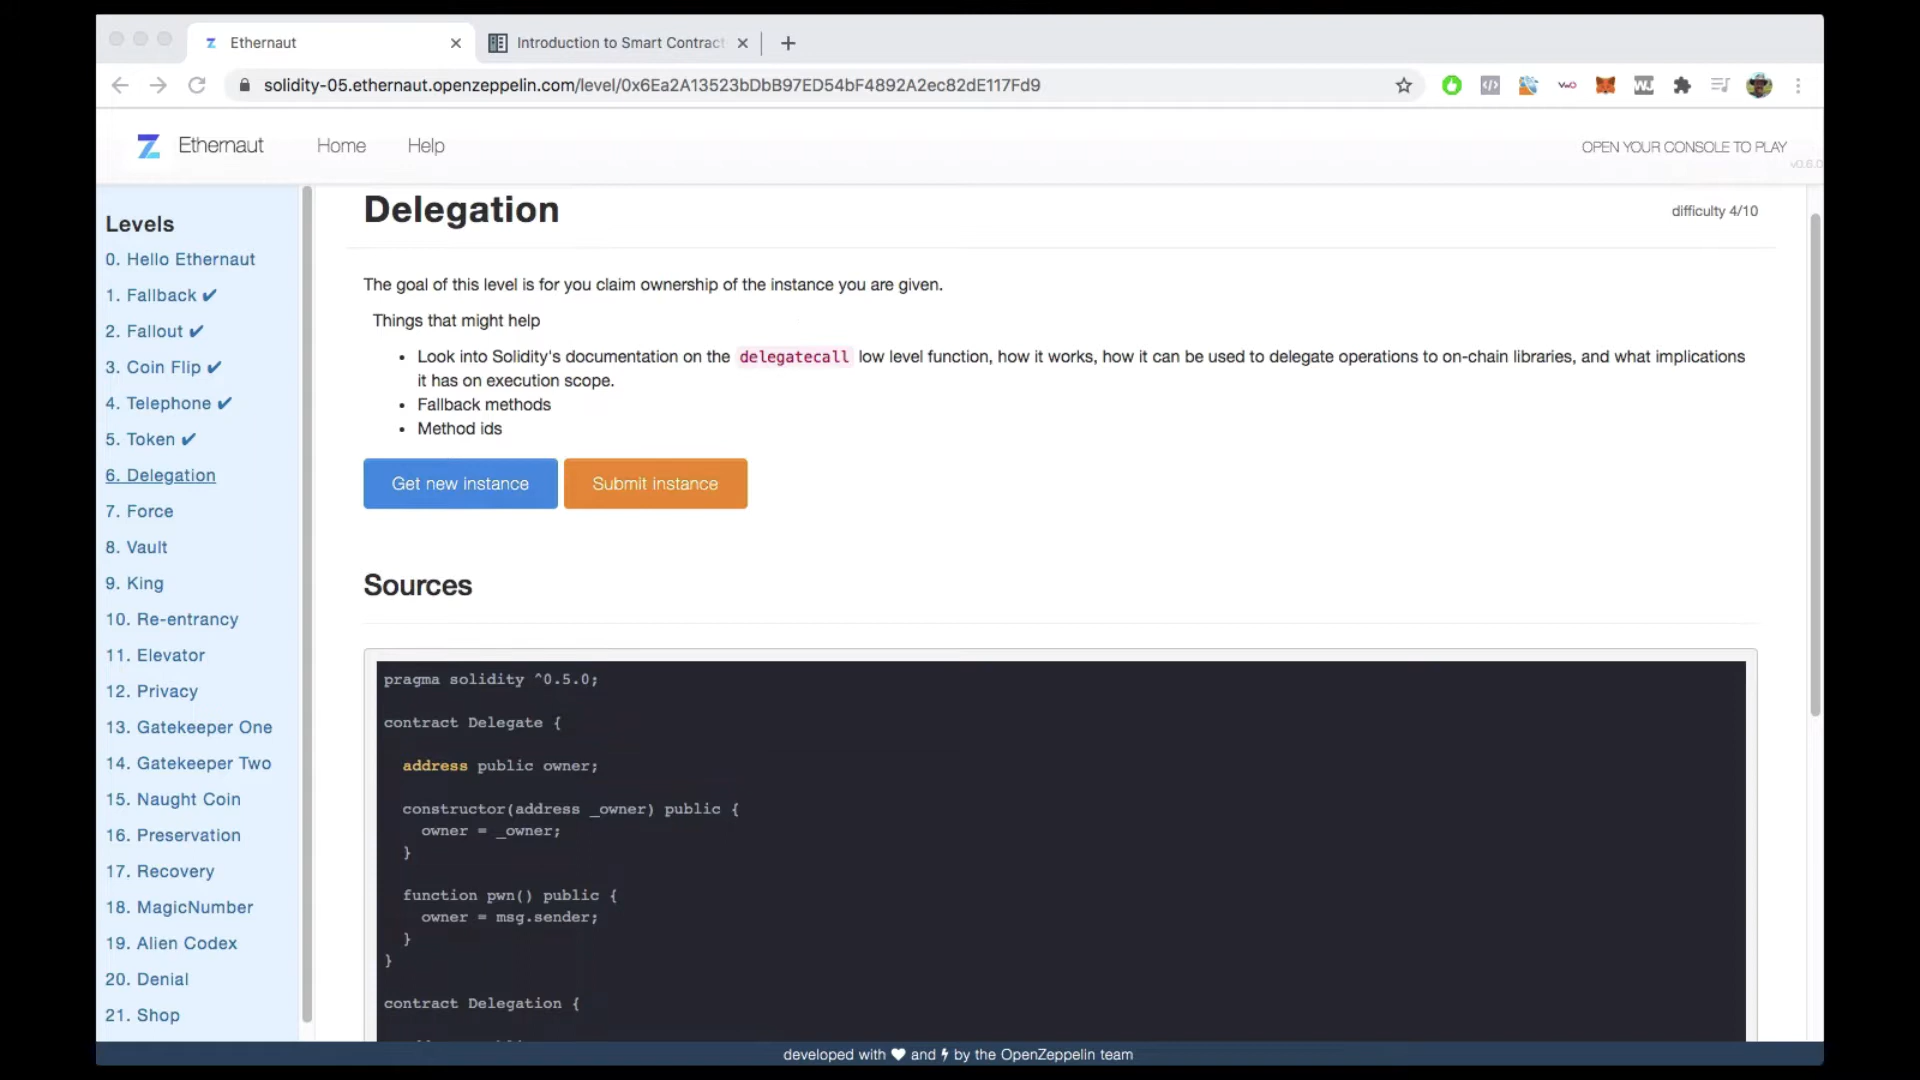 Ethernaut
Introduction to Smart Contract
solidity-05.ethernaut.openzeppelin.com/level/0x6Ea2A13523bDbB97ED54bF4892A2ec82dE117Fd9
Ethernaut
Home
Help
OPEN YOUR CONSOLE TO PLAY
Levels
0. Hello Ethernaut
1. Fallback ✔
2. Fallout ✔
3. Coin Flip ✔
4. Telephone ✔
5. Token ✔
6. Delegation
7. Force
8. Vault
9. King
10. Re-entrancy
11. Elevator
12. Privacy
13. Gatekeeper One
14. Gatekeeper Two
15. Naught Coin
16. Preservation
17. Recovery
18. MagicNumber
19. Alien Codex
20. Denial
21. Shop
Delegation
difficulty 4/10
The goal of this level is for you claim ownership of the instance you are given.
Things that might help
• Look into Solidity's documentation on the delegatecall low level function, how it works, how it can be used to delegate operations to on-chain libraries, and what implications
it has on execution scope.
• Fallback methods
• Method ids
Get new instance
Submit instance
Sources
pragma solidity ^0.5.0;
contract Delegate {
address public owner;
constructor(address _owner) public {
owner = _owner;
}
function pwn() public {
owner = msg.sender;
}
}
contract Delegation {
developed with ❤ and ⚡ by the OpenZeppelin team